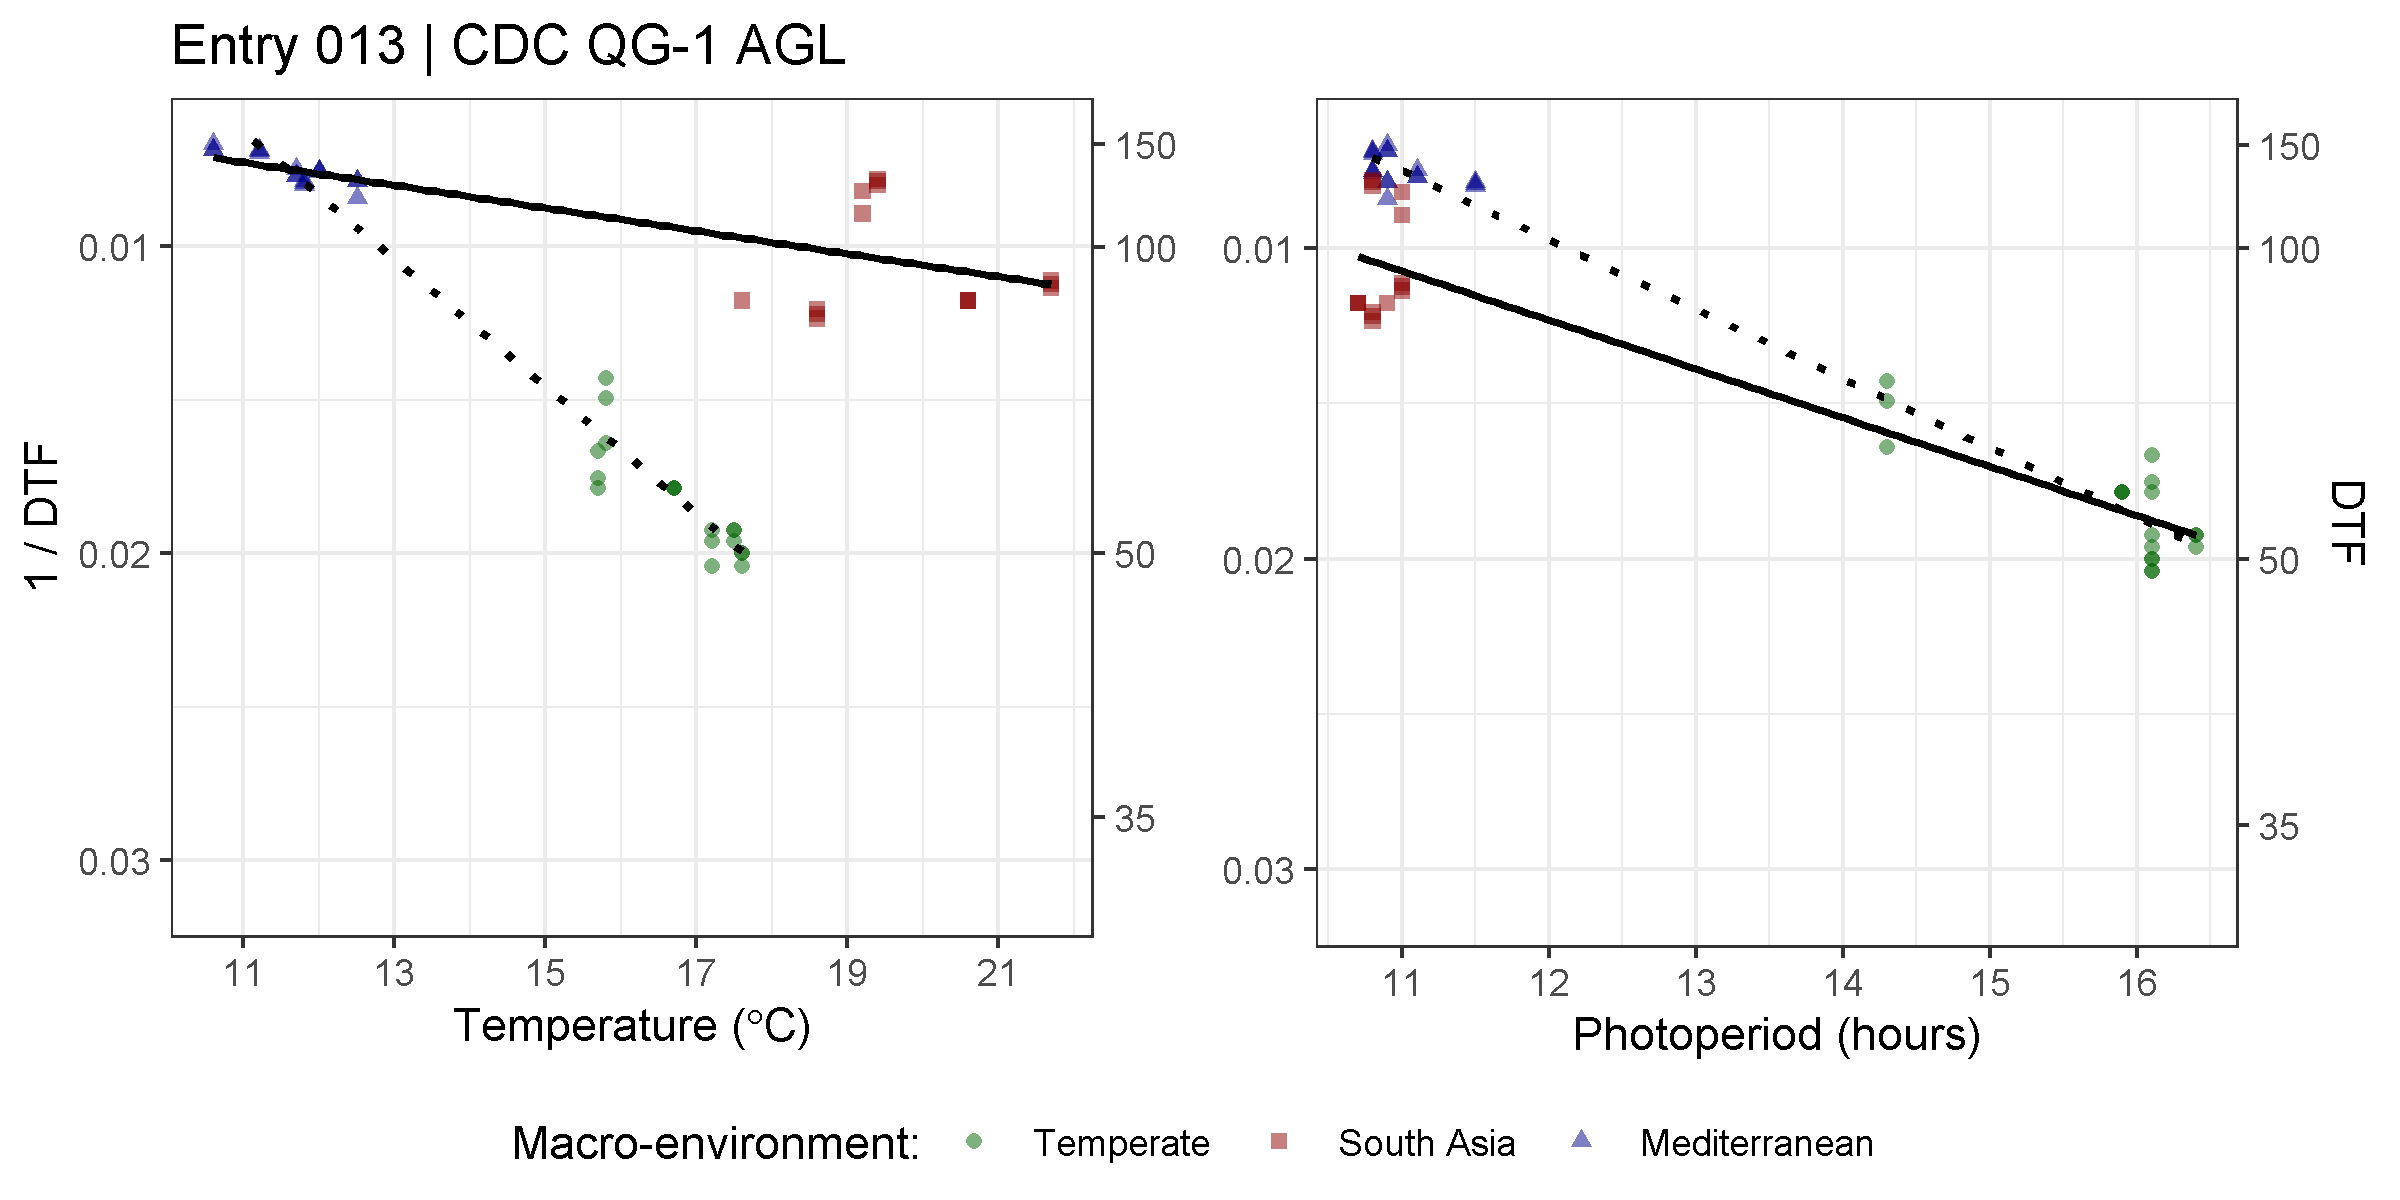 Entry 013 | CDC QG-1 AGL
1 / DTF
0.01
0.02
0.03
150
100
50
35
11 13 15 17 19 21
Temperature (°C)
0.01
0.02
0.03
150
100
50
35
DTF
11 12 13 14 15 16
Photoperiod (hours)
Macro-environment: Temperate South Asia Mediterranean